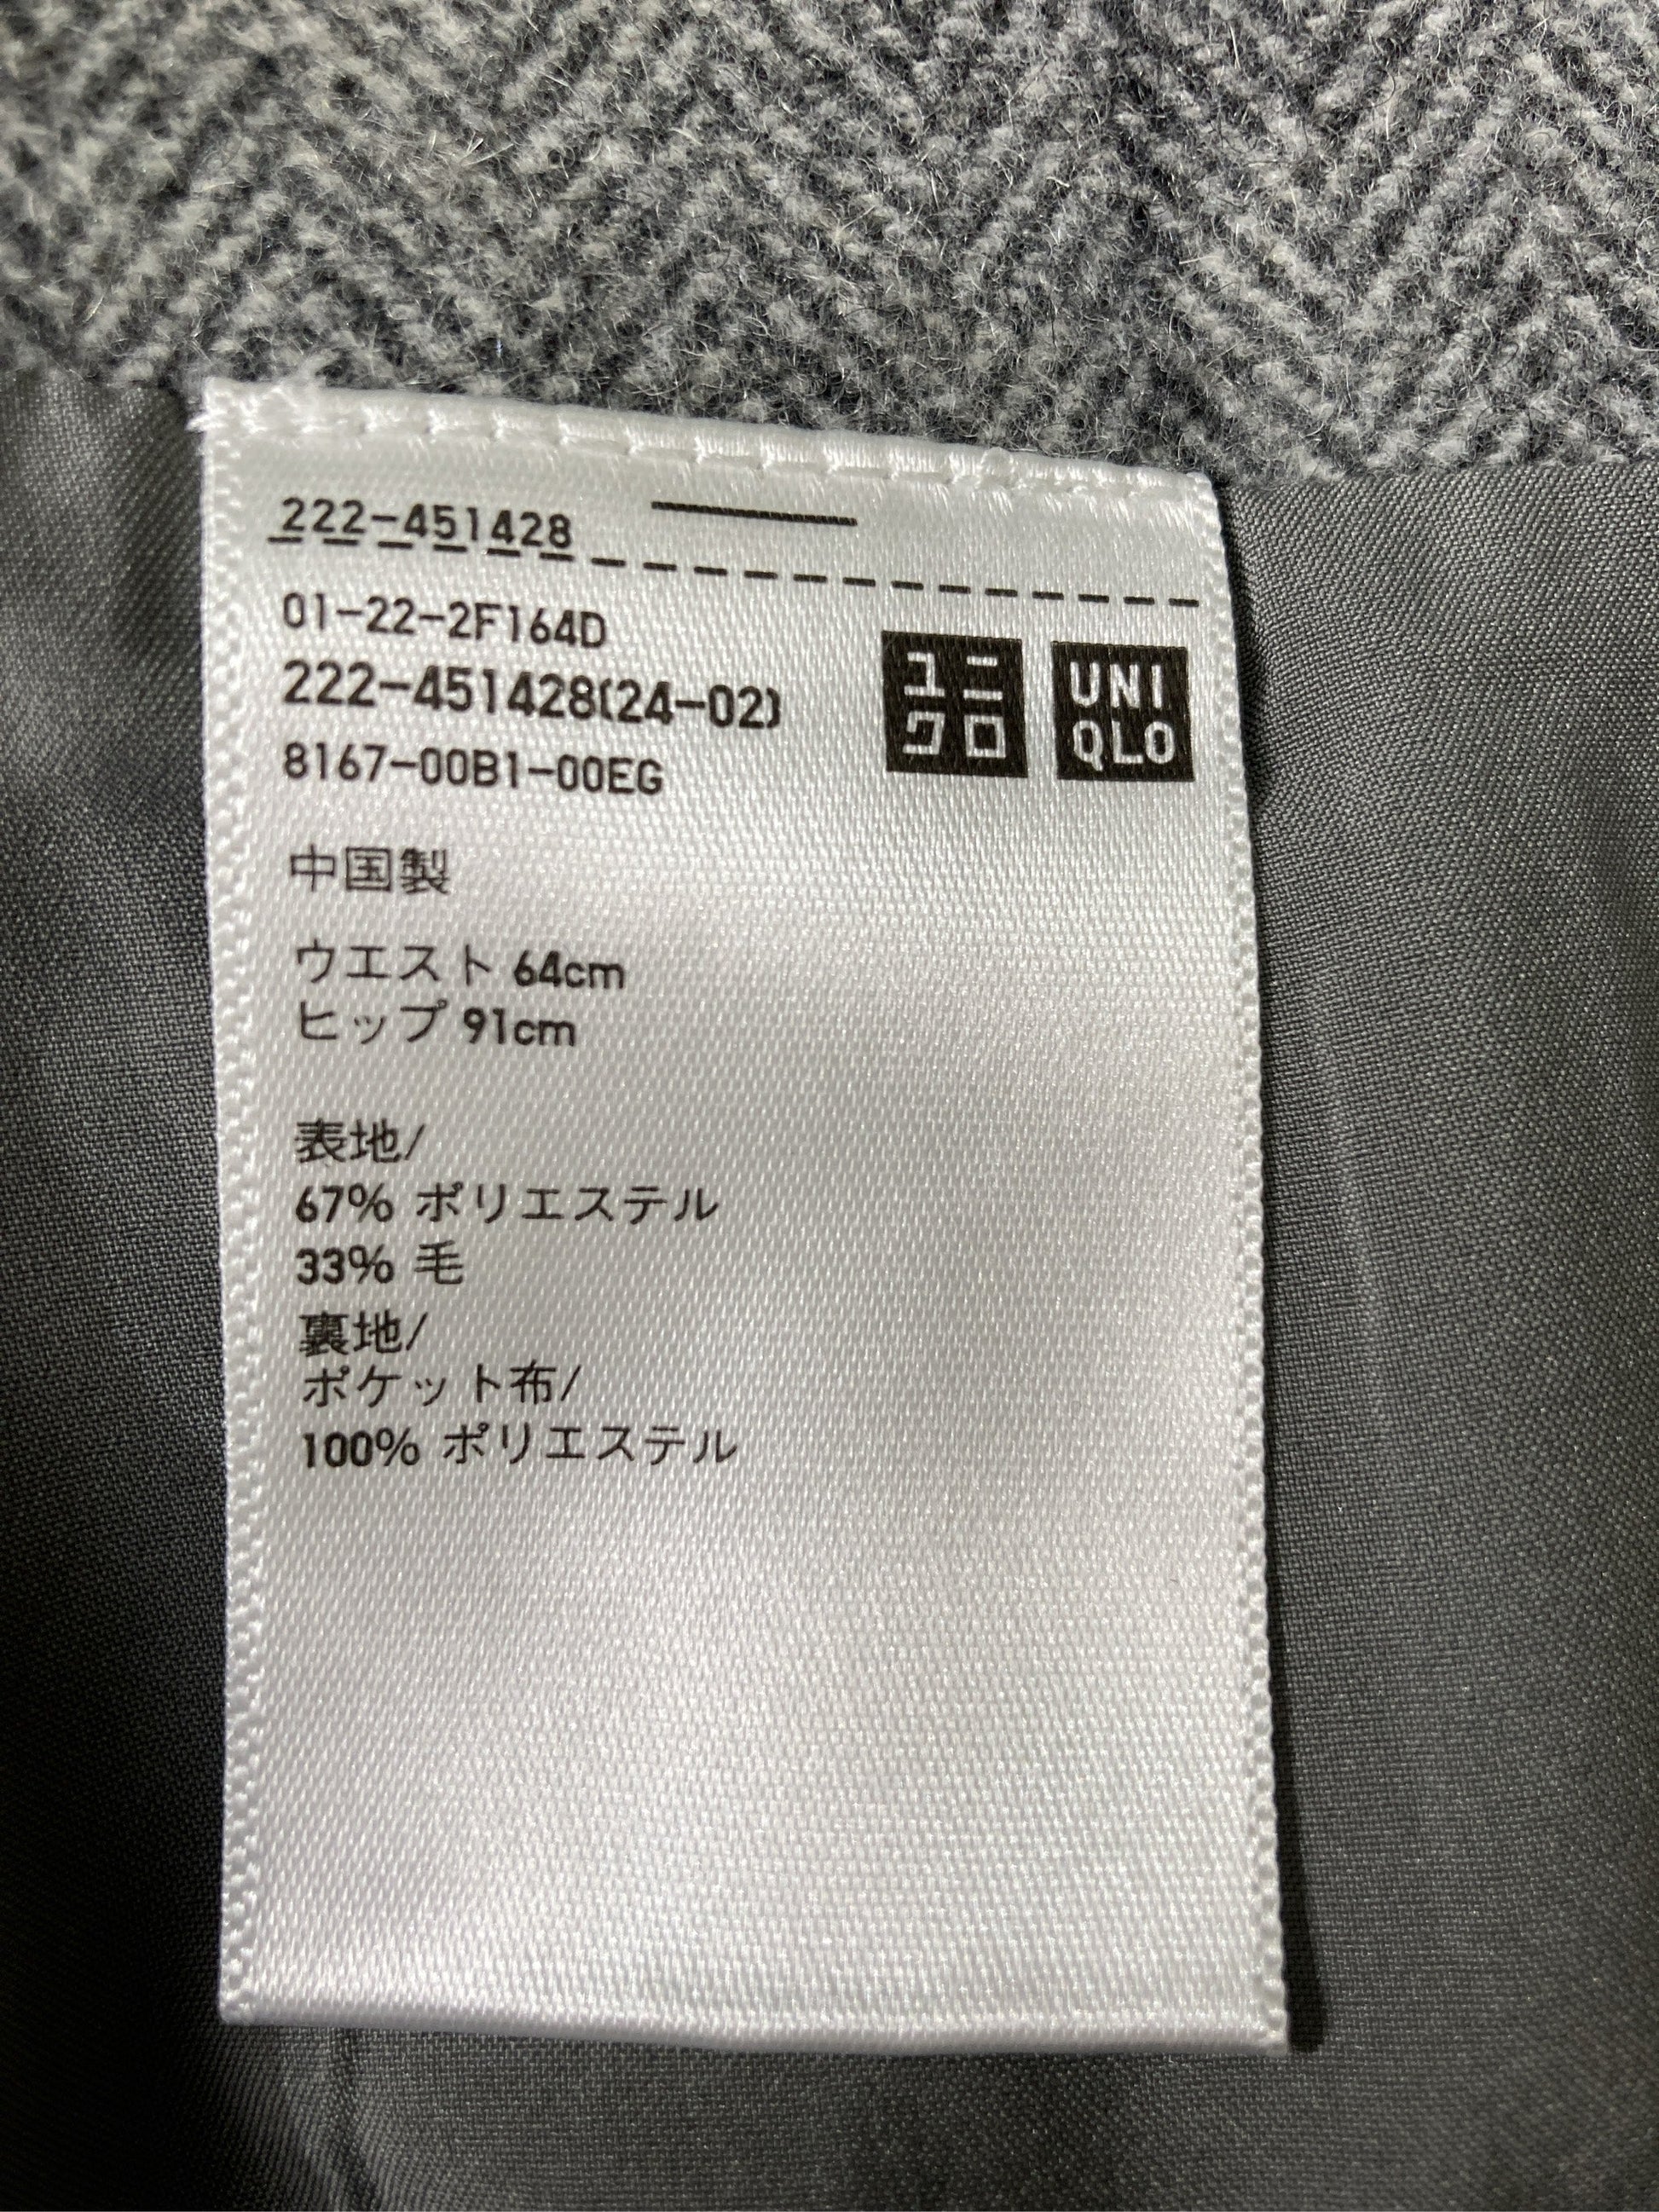 222-451428
01-22-2F164D
222-451428(24-02)
8167-00B1-00EG
ユニ
クロ
UNI
QLO
中国製
ウエスト 64cm
ヒップ 91cm
表地/
67% ポリエステル
33% 毛
裏地/
ポケット布/
100% ポリエステル